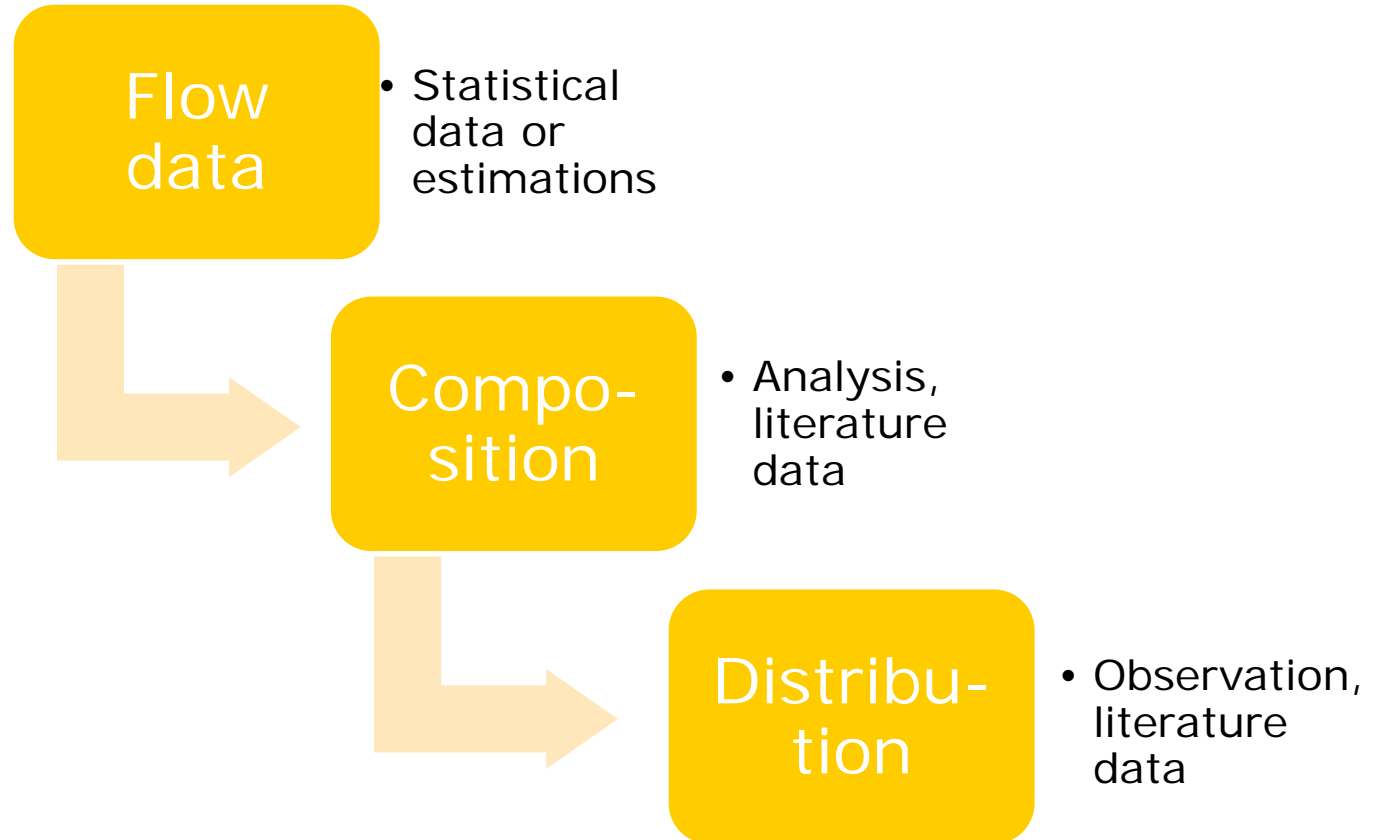 Flow
data
• Statistical
data or
estimations
Compo-
sition
• Analysis,
literature
data
Distribu-
tion
• Observation,
literature
data